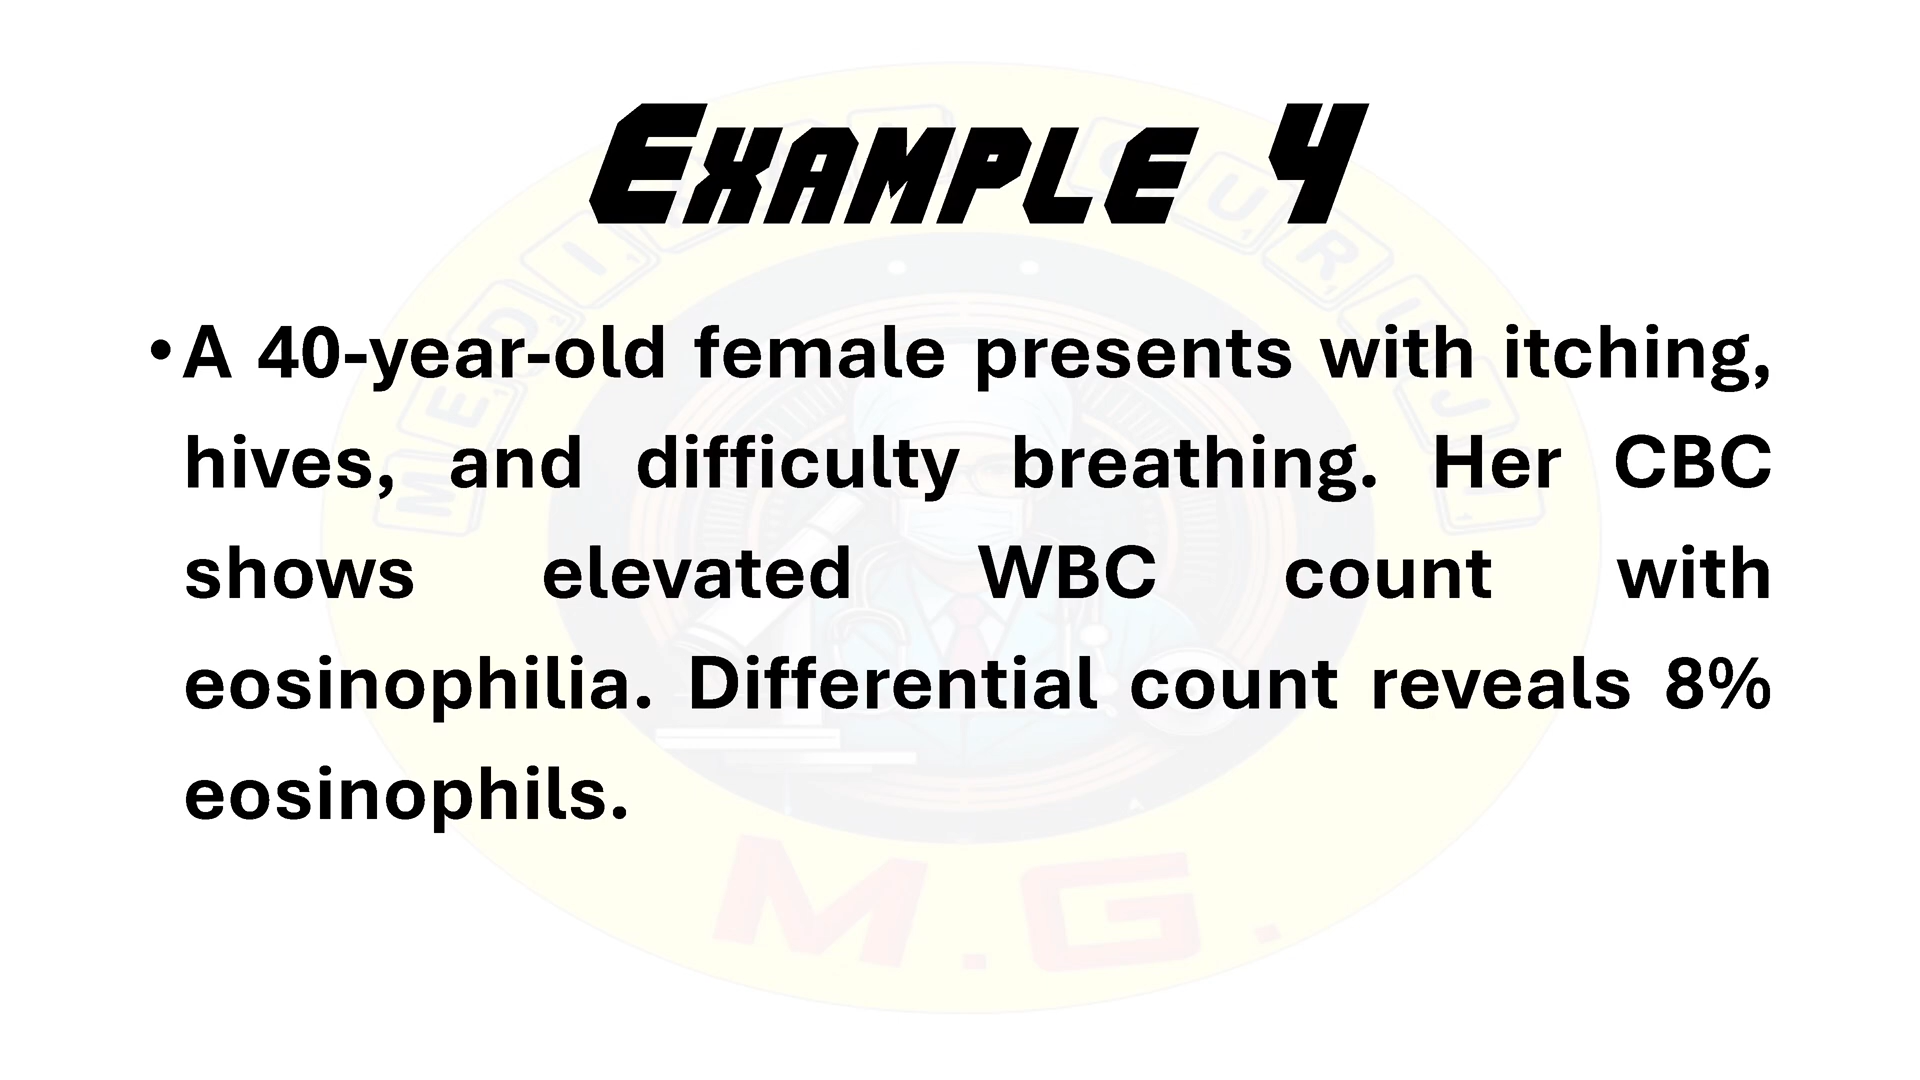 EXAMPLE 4
• A 40-year-old female presents with itching,
hives, and difficulty breathing. Her CBC
shows elevated WBC count with
eosinophilia. Differential count reveals 8%
eosinophils.
M.G.